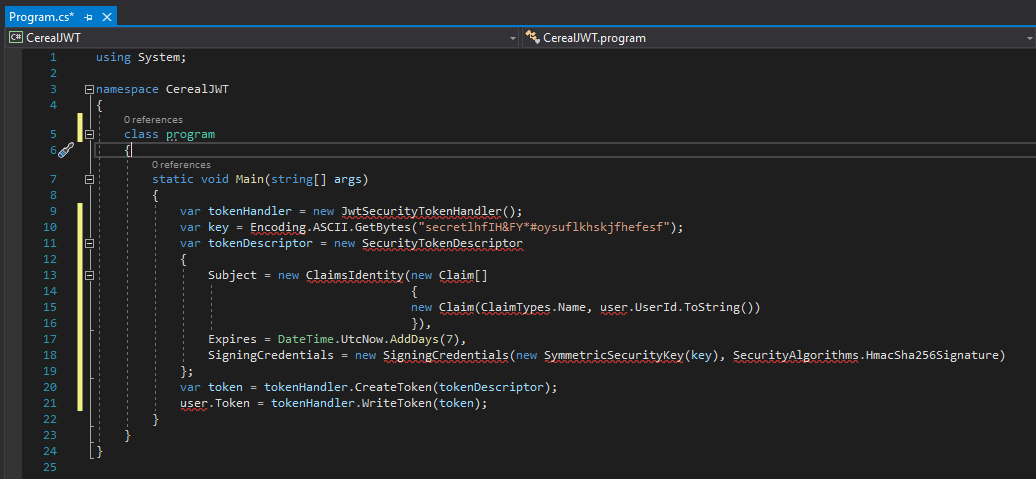 Program.cs*
C# CerealJWT CerealJWT.program
1 using System;
2
3 namespace CerealJWT
4 {
0 references
5 class program
6 {
0 references
7 static void Main(string[] args)
8 {
9 var tokenHandler = new JwtSecurityTokenHandler();
10 var key = Encoding.ASCII.GetBytes("secretlhfIH&FY*#oysuflkhskjfhefesf");
11 var tokenDescriptor = new SecurityTokenDescriptor
12 {
13 Subject = new ClaimsIdentity(new Claim[]
14 {
15 new Claim(ClaimTypes.Name, user.UserId.ToString())
16 }),
17 Expires = DateTime.UtcNow.AddDays(7),
18 SigningCredentials = new SigningCredentials(new SymmetricSecurityKey(key), SecurityAlgorithms.HmacSha256Signature)
19 };
20 var token = tokenHandler.CreateToken(tokenDescriptor);
21 user.Token = tokenHandler.WriteToken(token);
22 }
23 }
24 }
25